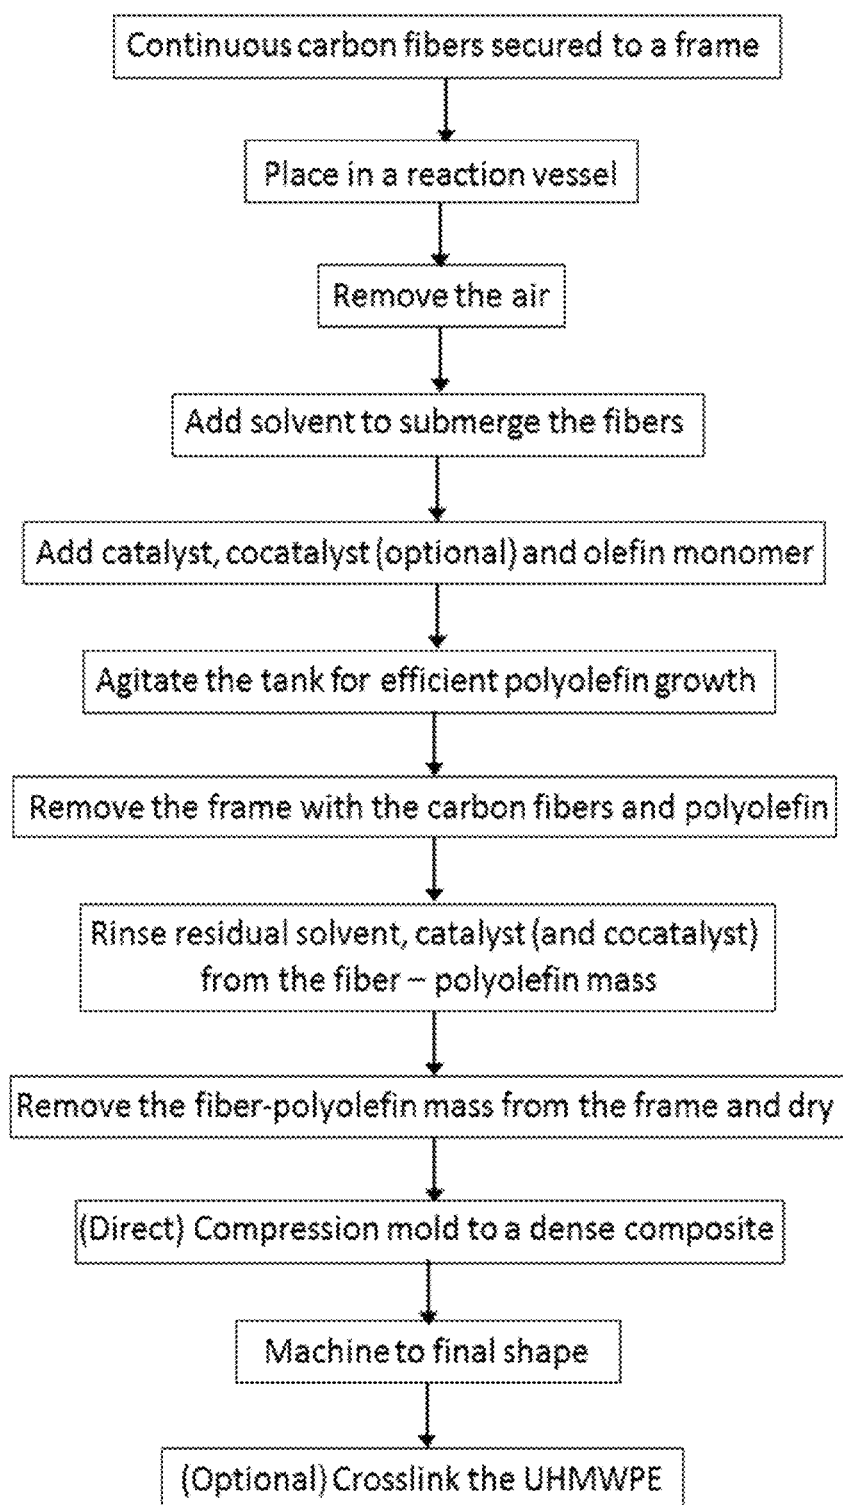 Continuous carbon fibers secured to a frame
Place in a reaction vessel
Remove the air
Add solvent to submerge the fibers
Add catalyst, cocatalyst (optional) and olefin monomer
Agitate the tank for efficient polyolefin growth
Remove the frame with the carbon fibers and polyolefin
Rinse residual solvent, catalyst (and cocatalyst)
from the fiber – polyolefin mass
Remove the fiber-polyolefin mass from the frame and dry
(Direct) Compression mold to a dense composite
Machine to final shape
(Optional) Crosslink the UHMWPE